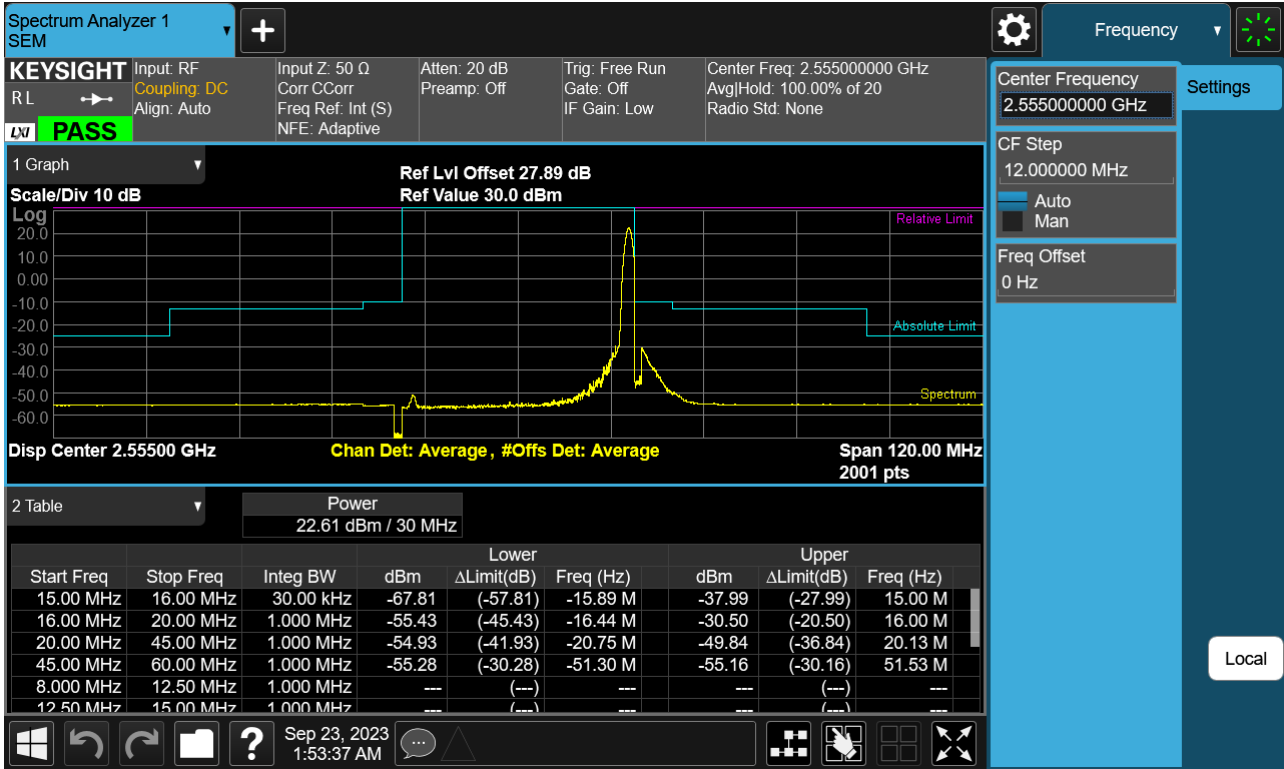 Spectrum Analyzer 1
SEM
Frequency
KEYSIGHT
R L
LXI
PASS
Input: RF
Coupling: DC
Align: Auto
Input Z: 50 Ω
Corr CCorr
Freq Ref: Int (S)
NFE: Adaptive
Atten: 20 dB
Preamp: Off
Trig: Free Run
Gate: Off
IF Gain: Low
Center Freq: 2.555000000 GHz
Avg|Hold: 100.00% of 20
Radio Std: None
Center Frequency
2.555000000 GHz
Settings
CF Step
12.000000 MHz
Auto
Man
Freq Offset
0 Hz
1 Graph
Ref Lvl Offset 27.89 dB
Scale/Div 10 dB
Ref Value 30.0 dBm
Log
Relative Limit
20.0
10.0
0.00
-10.0
-20.0
Absolute Limit
-30.0
-40.0
-50.0
Spectrum
-60.0
Disp Center 2.55500 GHz
Chan Det: Average , #Offs Det: Average
Span 120.00 MHz
2001 pts
2 Table
Power
22.61 dBm / 30 MHz
Lower Upper
Start Freq Stop Freq Integ BW dBm ΔLimit(dB) Freq (Hz) dBm ΔLimit(dB) Freq (Hz)
15.00 MHz 16.00 MHz 30.00 kHz -67.81 (-57.81) -15.89 M -37.99 (-27.99) 15.00 M
16.00 MHz 20.00 MHz 1.000 MHz -55.43 (-45.43) -16.44 M -30.50 (-20.50) 16.00 M
20.00 MHz 45.00 MHz 1.000 MHz -54.93 (-41.93) -20.75 M -49.84 (-36.84) 20.13 M
45.00 MHz 60.00 MHz 1.000 MHz -55.28 (-30.28) -51.30 M -55.16 (-30.16) 51.53 M
8.000 MHz 12.50 MHz 1.000 MHz --- (---) --- --- (---) ---
12.50 MHz 15.00 MHz 1.000 MHz --- (---) --- --- (---) ---
Local
Sep 23, 2023
1:53:37 AM